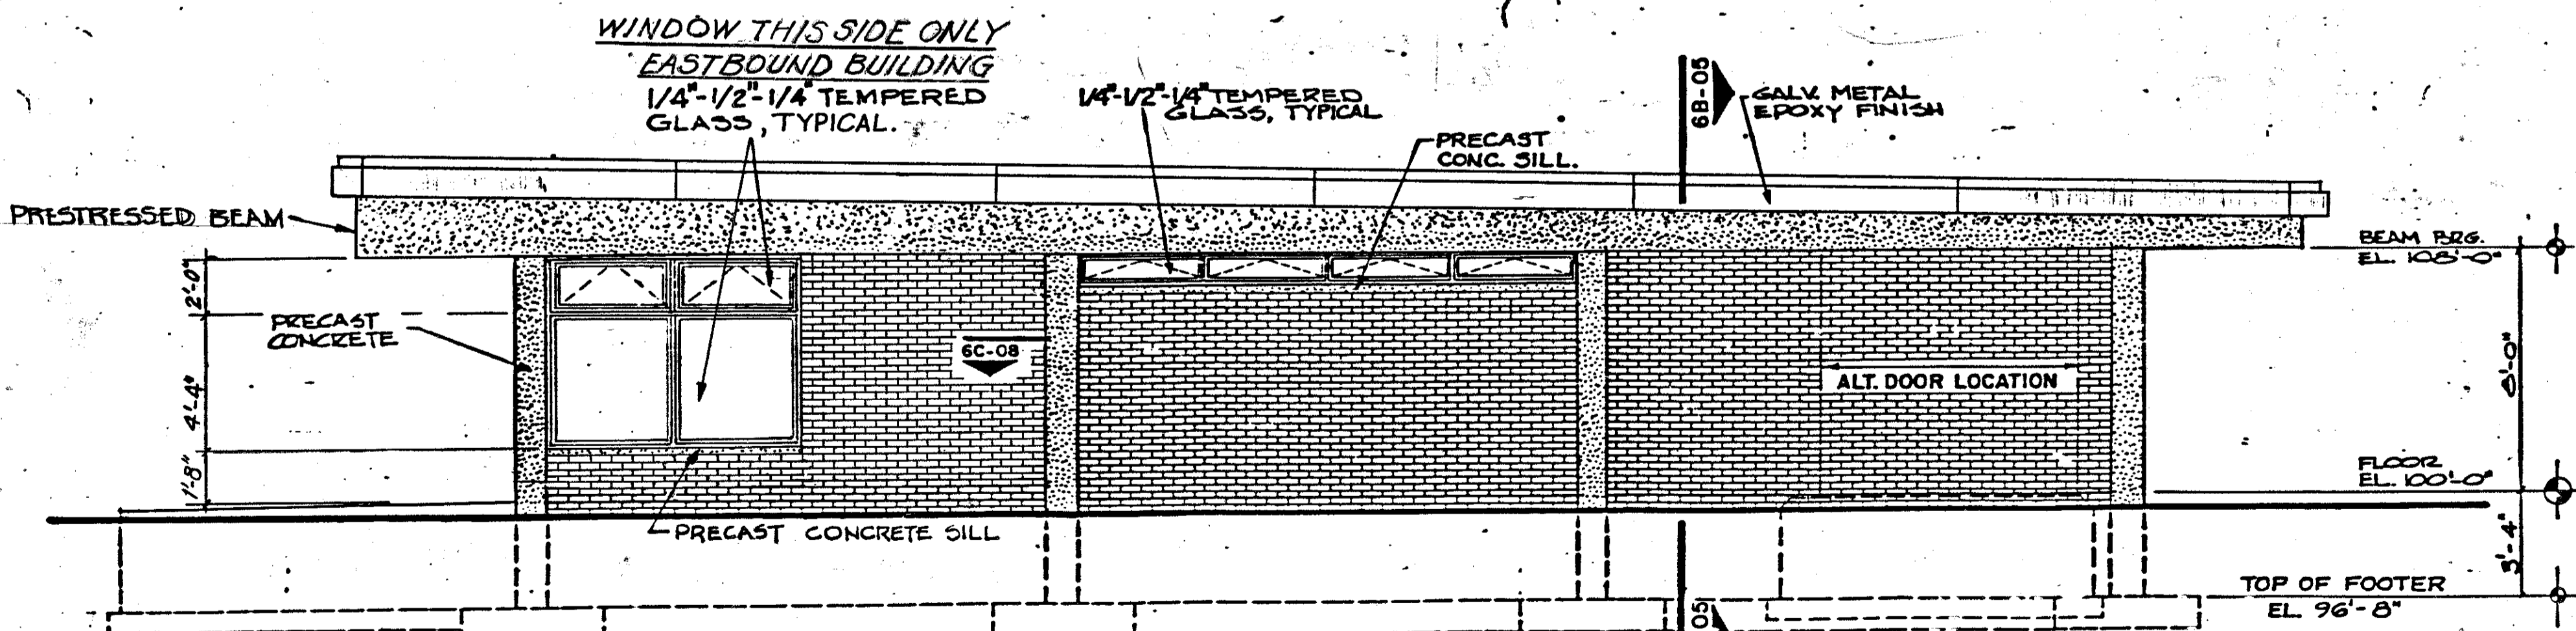 WINDOW THIS SIDE ONLY
EASTBOUND BUILDING
1/4"-1/2"-1/4" TEMPERED
GLASS, TYPICAL.
1/4"-1/2"-1/4" TEMPERED
GLASS, TYPICAL
PRECAST
CONC. SILL.
6B-05
GALV. METAL
EPOXY FINISH
PRESTRESSED BEAM
BEAM BRG.
EL. 108'-0"
2'-0"
PRECAST
CONCRETE
4'-4"
1'-8"
6C-08
ALT. DOOR LOCATION
8'-0"
FLOOR
EL. 100'-0"
PRECAST CONCRETE SILL
3'-4"
TOP OF FOOTER
EL 96'-8"
05